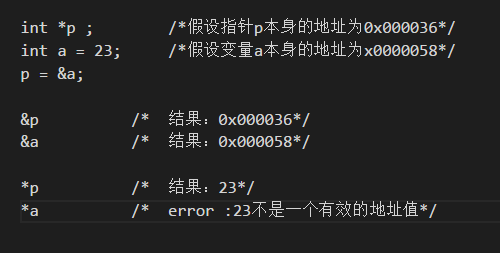 int *p ;        /*假设指针p本身的地址为0x000036*/
int a = 23;     /*假设变量a本身的地址为x0000058*/
p = &a;
&p          /*  结果：0x000036*/
&a          /*  结果：0x000058*/
*p          /*  结果：23*/
*a          /*  error :23不是一个有效的地址值*/